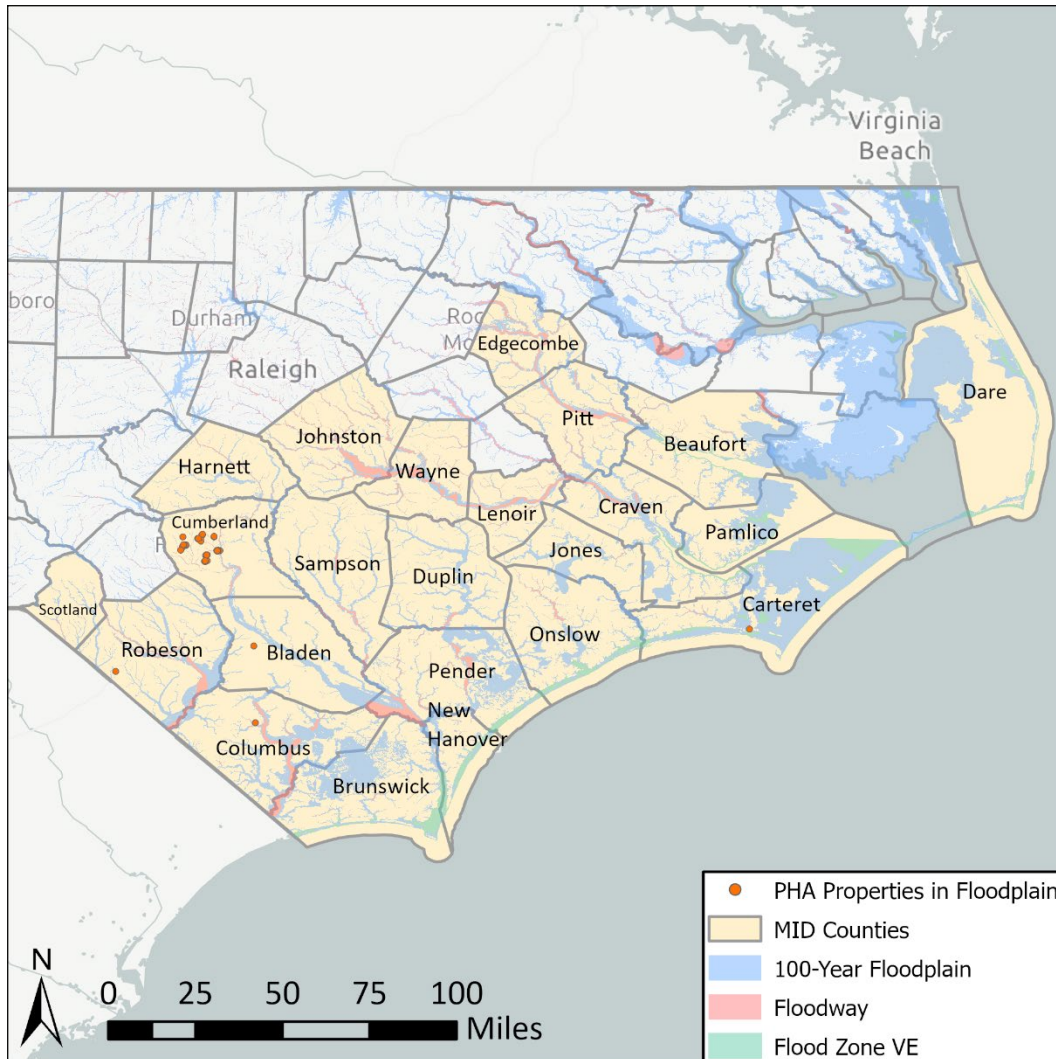 Virginia
Beach
boro
Durham
Roc
Mo
Edgecombe
Raleigh
Dare
Pitt
Johnston
Beaufort
Harnett
Wayne
Craven
Lenoir
Cumberland
F
Pamlico
Jones
Sampson
Duplin
Scotland
Carteret
Onslow
Robeson
Bladen
Pender
New
Hanover
Columbus
Brunswick
PHA Properties in Floodplain
MID Counties
100-Year Floodplain
Floodway
Flood Zone VE
N
0 25 50 75 100
Miles